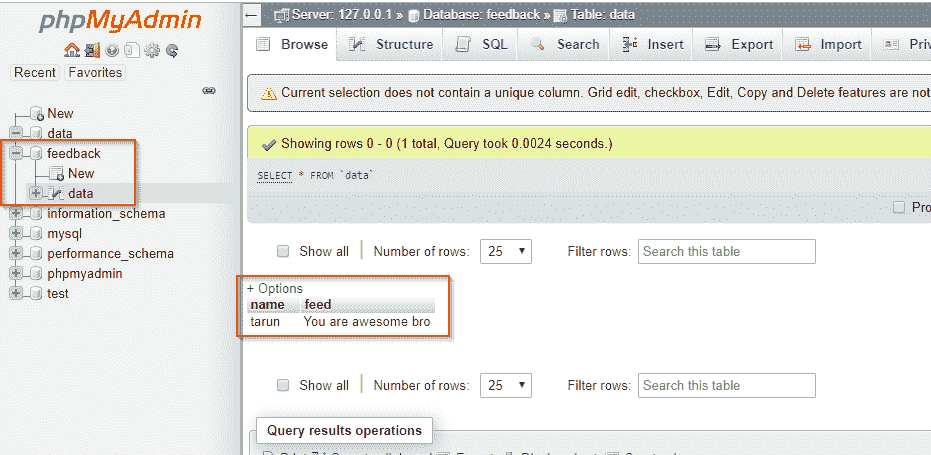 phpMyAdmin
Recent Favorites
New
data
feedback
New
data
information_schema
mysql
performance_schema
phpmyadmin
test
Server: 127.0.0.1 » Database: feedback » Table: data
Browse Structure SQL Search Insert Export Import
Current selection does not contain a unique column. Grid edit, checkbox, Edit, Copy and Delete features are not
Showing rows 0 - 0 (1 total, Query took 0.0024 seconds.)
SELECT * FROM `data`
Show all Number of rows: 25 Filter rows: Search this table
+ Options
name feed
tarun You are awesome bro
Show all Number of rows: 25 Filter rows: Search this table
Query results operations